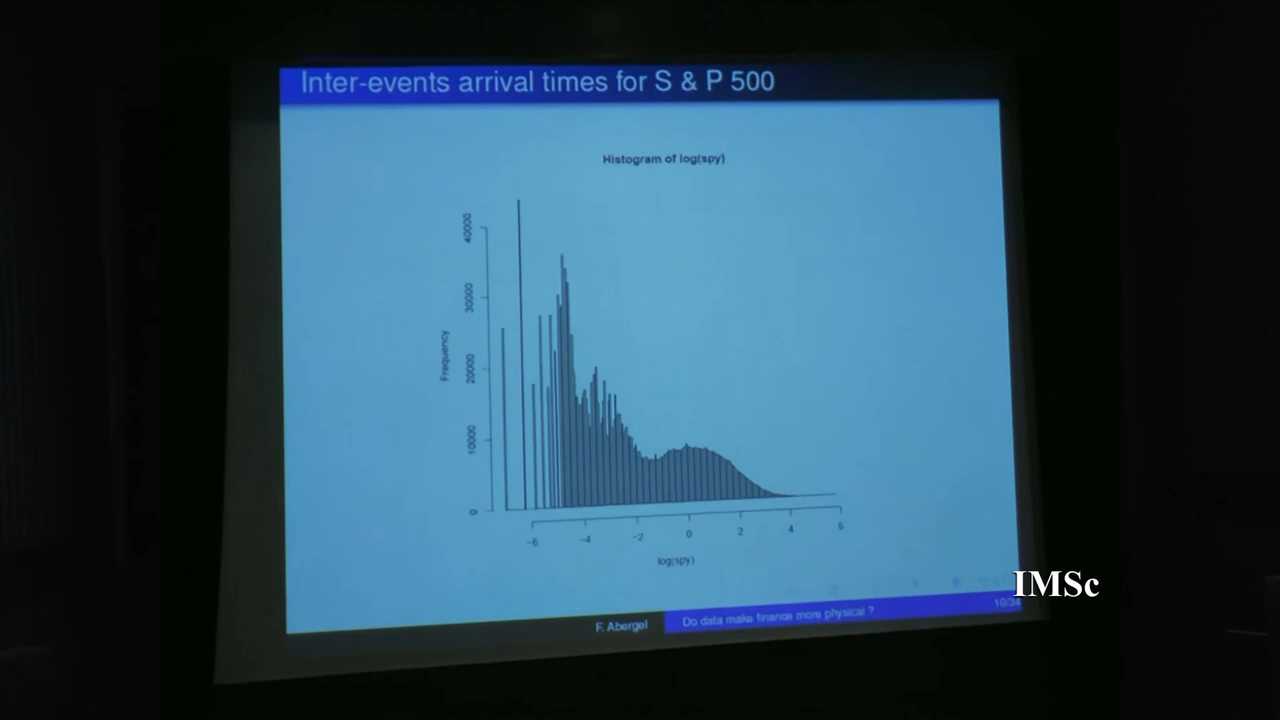 Inter-events arrival times for S & P 500
Histogram of log(spy)
Frequency
40000
30000
20000
10000
0
-6 -4 -2 0 2 4 6
log(spy)
IMSc
10/34
F. Abergel
Do data make finance more physical ?